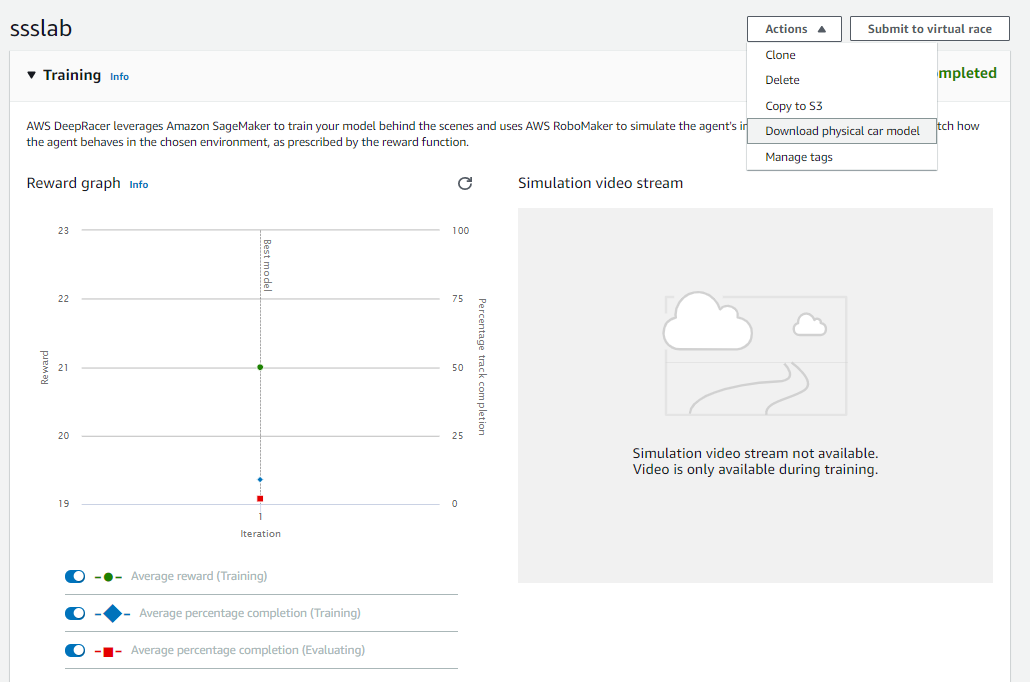 ssslab
Actions
Submit to virtual race
Clone
Delete
Copy to S3
Download physical car model
Manage tags
Training Info
mpleted
AWS DeepRacer leverages Amazon SageMaker to train your model behind the scenes and uses AWS RoboMaker to simulate the agent's in tch how
the agent behaves in the chosen environment, as prescribed by the reward function.
Reward graph Info
23
22
21
20
19
Reward
Best model
100
75
50
25
0
Percentage track completion
1
Iteration
Average reward (Training)
Average percentage completion (Training)
Average percentage completion (Evaluating)
Simulation video stream
Simulation video stream not available.
Video is only available during training.